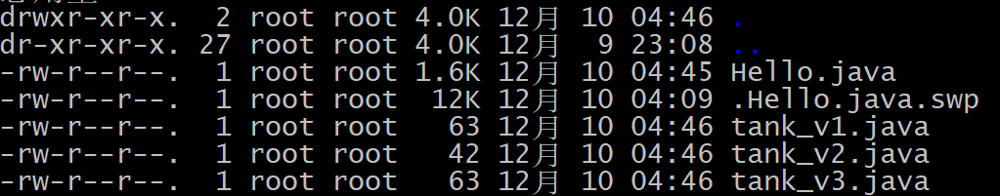 drwxr-xr-x. 2 root root 4.0K 12月 10 04:46 .
dr-xr-xr-x. 27 root root 4.0K 12月 9 23:08 ..
-rw-r--r--. 1 root root 1.6K 12月 10 04:45 Hello.java
-rw-r--r--. 1 root root 12K 12月 10 04:09 .Hello.java.swp
-rw-r--r--. 1 root root 63 12月 10 04:46 tank_v1.java
-rw-r--r--. 1 root root 42 12月 10 04:46 tank_v2.java
-rw-r--r--. 1 root root 63 12月 10 04:46 tank_v3.java